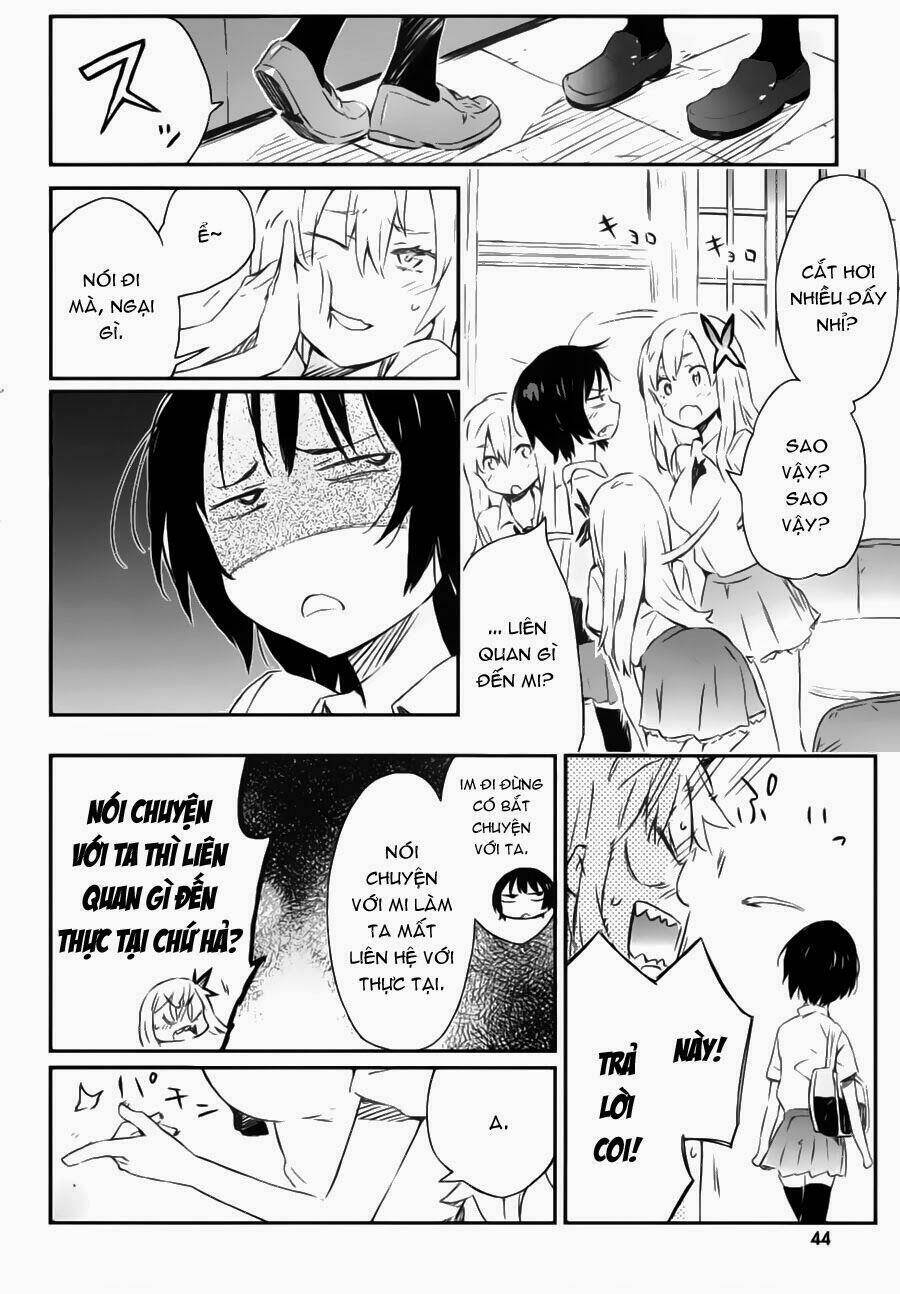 ス
キョロ
キョロ
CẮT HƠI
NHIỀU ĐẤY
NHỈ?
SAO
VẬY?
SAO
VẬY?
... LIÊN
QUAN GÌ
ĐẾN MI?
Ể~
NÓI ĐI
MÀ, NGẠI
GÌ.
ぷい
NÀY!
TRẢ
LỜI
COI!
IM ĐI ĐỪNG
CÓ BẮT
CHUYỆN
VỚI TA.
NÓI
CHUYỆN
VỚI MI LÀM
TA MẤT
LIÊN HỆ VỚI
THỰC TẠI.
NÓI CHUYỆN
VỚI TA THÌ LIÊN
QUAN GÌ ĐẾN
THỰC TẠI CHỨ HẢ?
A.
パチン
44